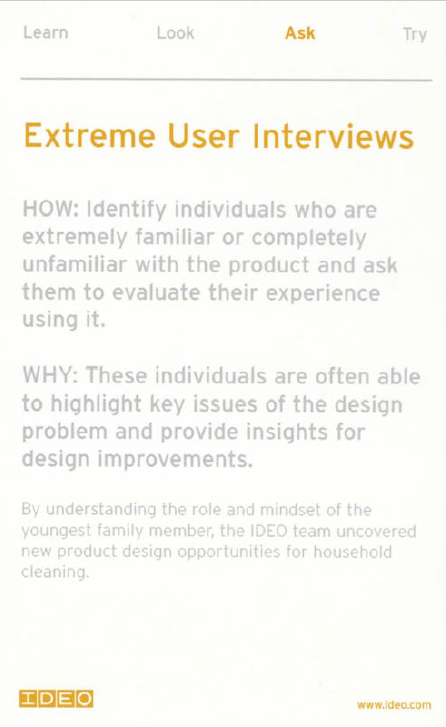 Learn Look Ask Try
Extreme User Interviews
HOW: Identify individuals who are
extremely familiar or completely
unfamiliar with the product and ask
them to evaluate their experience
using it.
WHY: These individuals are often able
to highlight key issues of the design
problem and provide insights for
design improvements.
By understanding the role and mindset of the
youngest family member, the IDEO team uncovered
new product design opportunities for household
cleaning.
IDEO www.ideo.com